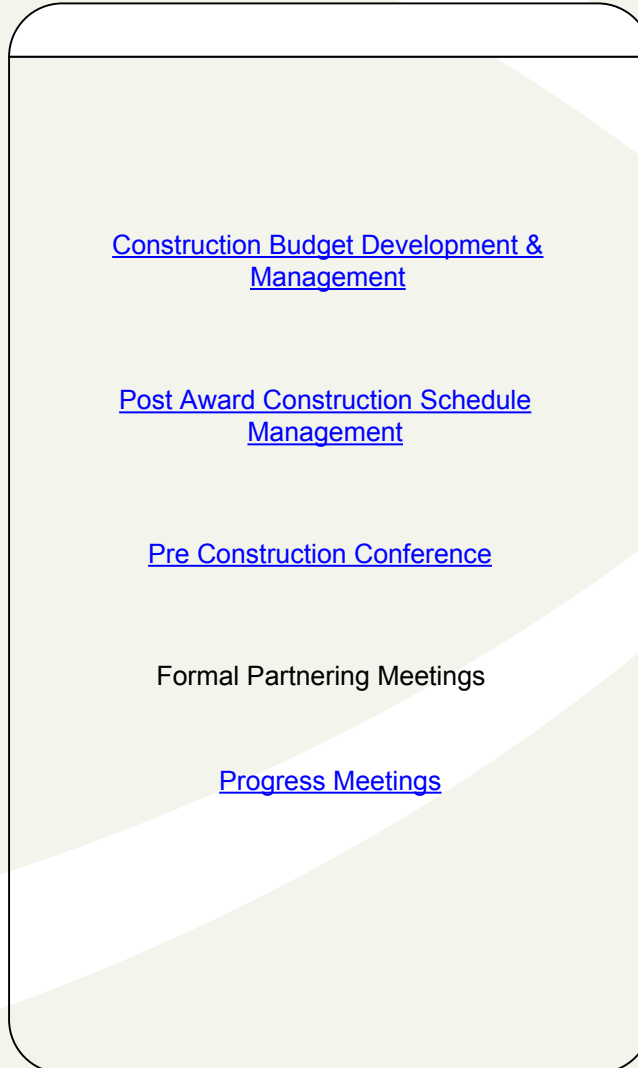 Construction Budget Development &
Management
Post Award Construction Schedule
Management
Pre Construction Conference
Formal Partnering Meetings
Progress Meetings